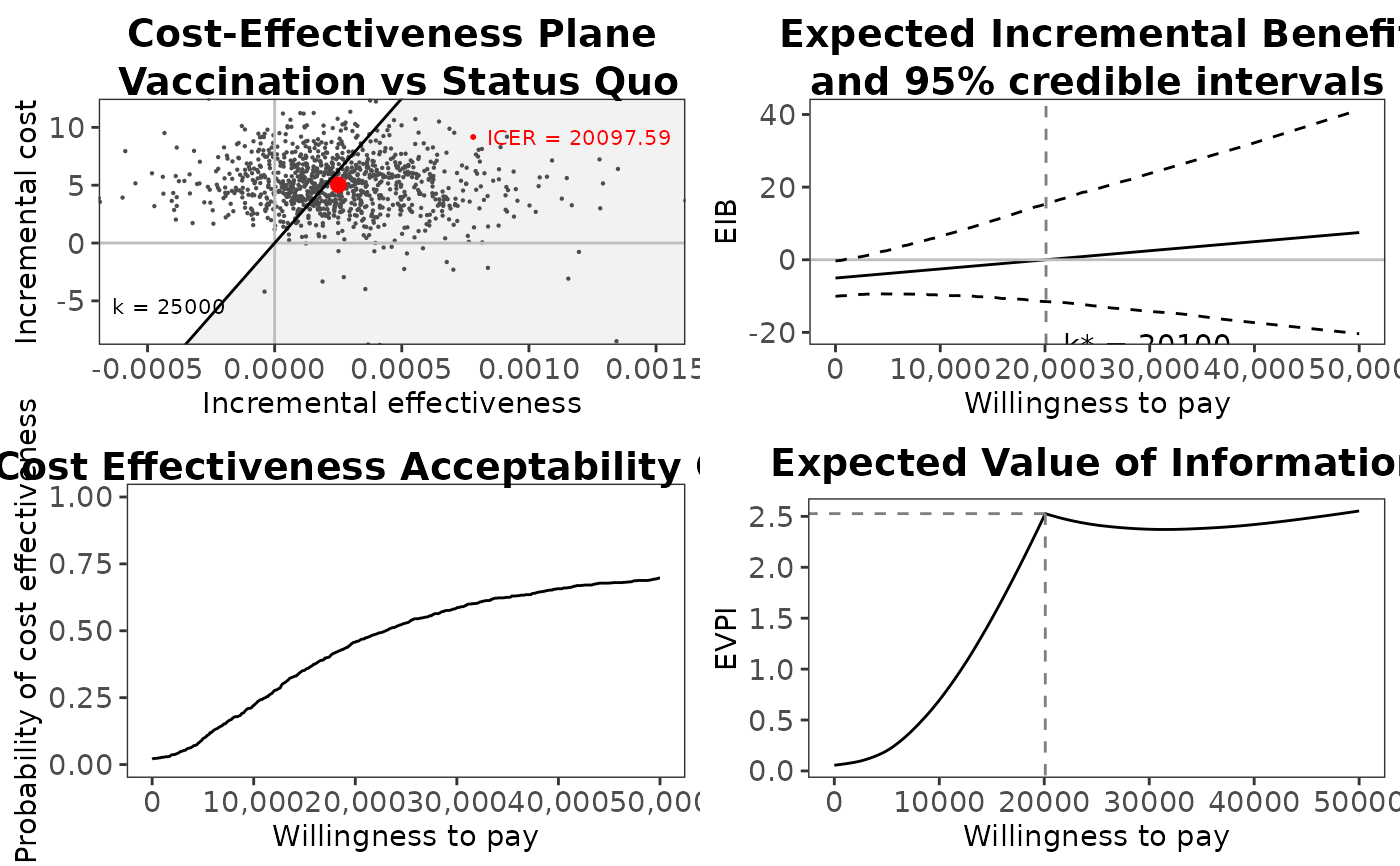 Cost-Effectiveness Plane
Vaccination vs Status Quo
Incremental cost
10
5
0
-5
• ICER = 20097.59
k = 25000
-0.0005 0.0000 0.0005 0.0010 0.0015
Incremental effectiveness
Expected Incremental Benefit
and 95% credible intervals
EIB
40
20
0
-20
k* = 20100
0 10,000 20,000 30,000 40,000 50,000
Willingness to pay
Cost Effectiveness Acceptability
Probability of cost effectiveness
1.00
0.75
0.50
0.25
0.00
0 10,000 20,000 30,000 40,000 50,000
Willingness to pay
Expected Value of Information
EVPI
2.5
2.0
1.5
1.0
0.5
0.0
0 10000 20000 30000 40000 50000
Willingness to pay